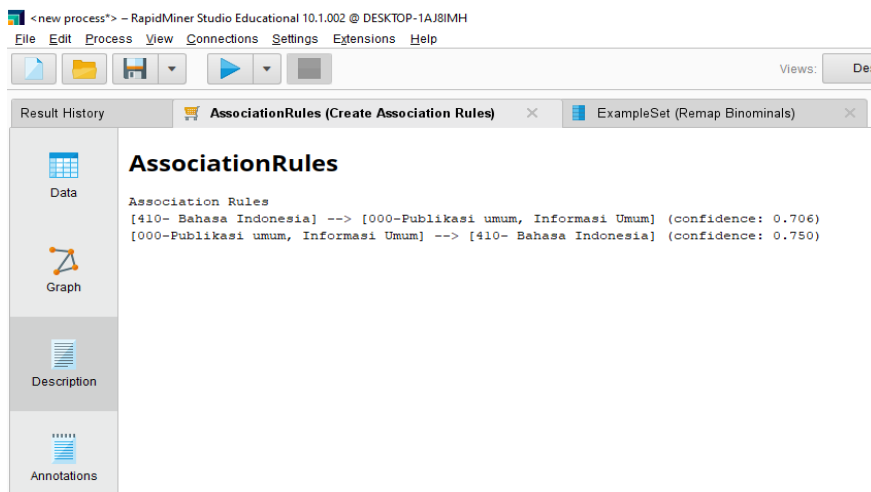 <new process*> – RapidMiner Studio Educational 10.1.002 @ DESKTOP-1AJ8IMH
File Edit Process View Connections Settings Extensions Help
Views: De
Result History AssociationRules (Create Association Rules) ExampleSet (Remap Binominals)
AssociationRules
Data
Association Rules
[410- Bahasa Indonesia] --> [000-Publikasi umum, Informasi Umum] (confidence: 0.706)
[000-Publikasi umum, Informasi Umum] --> [410- Bahasa Indonesia] (confidence: 0.750)
Graph
Description
Annotations